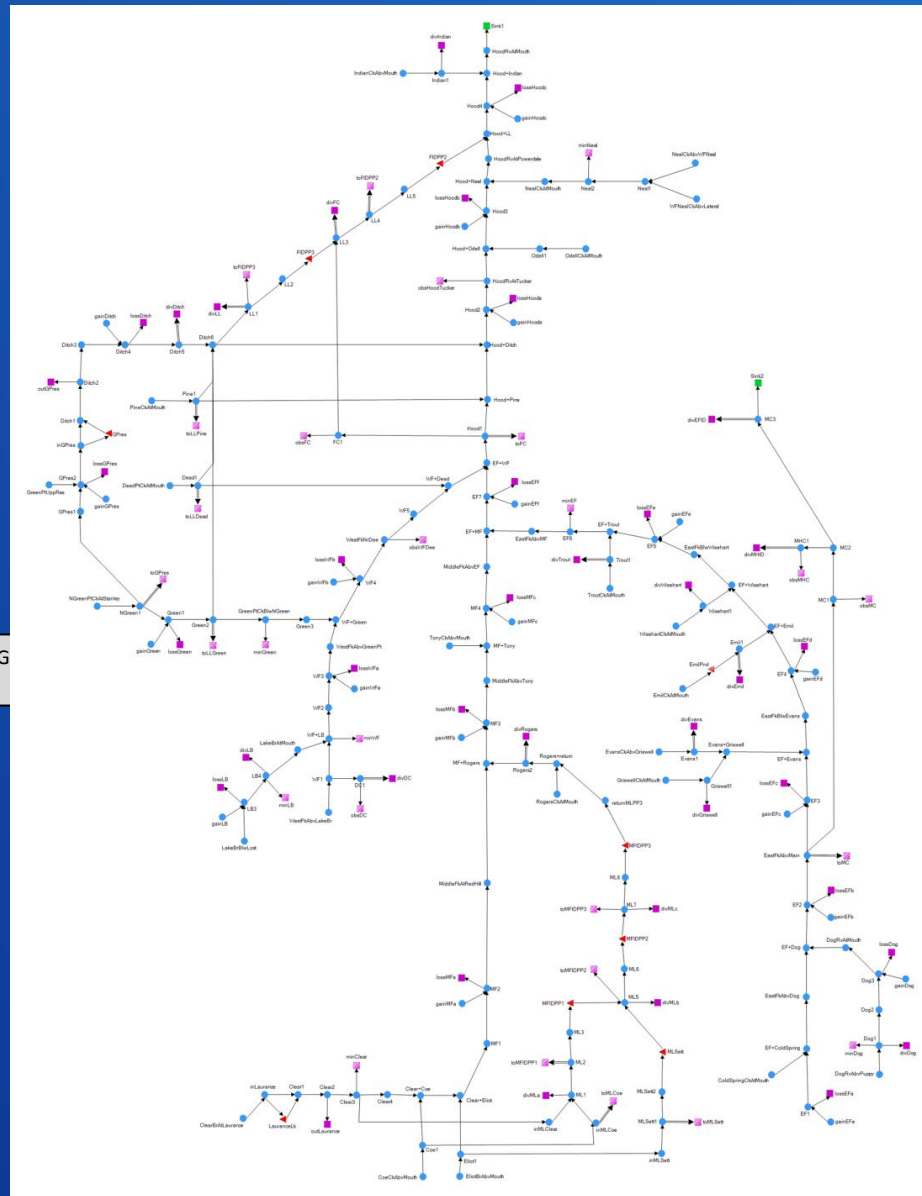 Sink1
divIndian
HoodRvAtMouth
IndianCkAbvMouth
Indian1
Hood+Indian
lossHoodc
Hood4
gainHoodc
Hood+LL
FIDPP2
HoodRvAtPowerdale
minNeal
NealCkAbvWFNeal
toFIDPP2
LL5
Hood+Neal
NealCkAtMouth
Neal2
Neal1
divFC
LL4
lossHoodb
WFNealCkAbvLateral
LL3
Hood3
gainHoodb
FIDPP3
Hood+Odell
Odell1
OdellCkAtMouth
toFIDPP3
LL2
obsHoodTucker
HoodRvAtTucker
divLL
LL1
lossHooda
gainDitch
lossDitch
divDitch
Hood2
gainHooda
Ditch3
Ditch4
Ditch5
Ditch6
Hood+Ditch
outGPres
Ditch2
Sink2
Pine1
PineCkAtMouth
Hood+Pine
Ditch1
GPres
toLLPine
divEFID
MC3
inGPres
obsFC
FC1
Hood1
toFC
lossGPres
EF+WF
GPres2
GreenPtUppRes
gainGPres
DeadPtCkAtMouth
Dead1
WF+Dead
lossEFf
EF7
gainEFf
GPres1
toLLDead
WF5
minEF
lossEFe
gainEFe
WestFkNrDee
EF+MF
EastFkAbvMF
EF6
EF+Trout
EF5
obsWFDee
MHC1
lossWFb
MiddleFkAbvEF
divTrout
Trout1
EastFkBlwWisehart
divMHID
MC2
toGPres
WF4
gainWFb
divWisehart
obsMHC
TroutCkAtMouth
EF+Wisehart
lossMFc
MC1
obsMC
NGreenPtCkAtStanley
NGreen1
Green1
GreenPtCkBlwNGreen
MF4
gainMFc
Wisehart1
Green2
Green3
WF+Green
WisehartCkAtMouth
EF+Emil
Emil1
gainGreen
lossGreen
toLLGreen
minGreen
WestFkAbvGreenPt
TonyCkAbvMouth
MF+Tony
lossEFd
G
lossWFa
EmilPnd
EF4
gainEFd
WF3
gainWFa
MiddleFkAbvTony
EmilCkAtMouth
divEmil
WF2
lossMFb
MF3
EastFkBlwEvans
LakeBrAtMouth
WF+LB
minWF
gainMFb
divRogers
divEvans
divLB
EvansCkAbvGriswell
Evans1
Evans+Griswell
EF+Evans
MF+Rogers
Rogers2
Rogers+return
lossLB
LB4
WF1
DC1
divDC
GriswellCkAtMouth
Griswell1
lossEFc
LB3
minLB
obsDC
RogersCkAtMouth
returnMLPP3
EF3
gainLB
WestFkAbvLakeBr
divGriswell
gainEFc
LakeBrBlwLost
MFIDPP3
EastFkAbvMain
toMC
MiddleFkAtRedHill
ML8
lossEFb
toMFIDPP3
ML7
divMLc
EF2
gainEFb
MFIDPP2
EF+Dog
DogRvAtMouth
lossDog
lossMFa
toMFIDPP2
ML6
Dog3
gainDog
MF2
gainMFa
MFIDPP1
ML5
divMLb
EastFkAbvDog
Dog2
ML3
MF1
MLSett
EF+ColdSpring
Dog1
minClear
toMFIDPP1
ML2
minDog
divDog
inLaurance
Clear1
Clear2
Clear3
Clear4
Clear+Coe
Clear+Eliot
divMLa
ML1
toMLCoe
MLSett2
ColdSpringCkAtMouth
DogRvAbvPuppy
lossEFa
ClearBrAtLaurance
LauranceLk
outLaurance
inMLClear
inMLCoe
MLSett1
toMLSett
EF1
gainEFa
Coe1
Eliot1
inMLSett
CoeCkAbvMouth
EliotBrAbvMouth